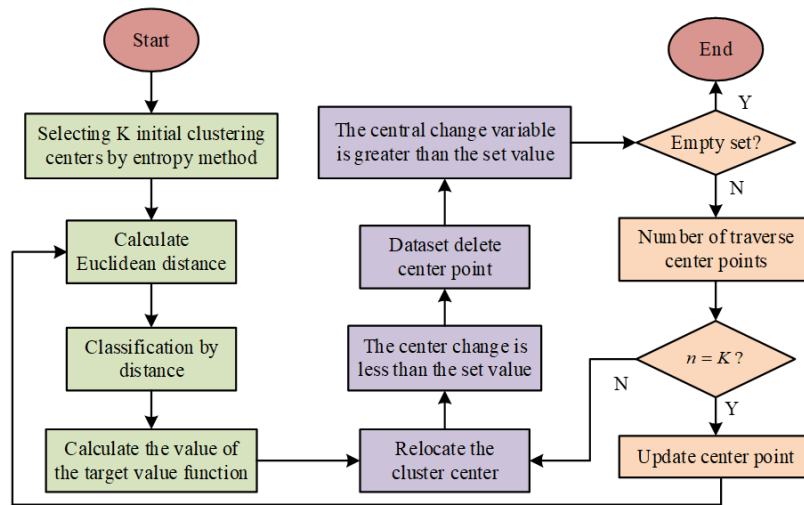 Start
Selecting K initial clustering
centers by entropy method
Calculate
Euclidean distance
Classification by
distance
Calculate the value of
the target value function
Relocate the
cluster center
The center change is
less than the set value
Dataset delete
center point
The central change variable
is greater than the set value
Empty set?
Y
End
N
Number of traverse
center points
n = K ?
N
Y
Update center point